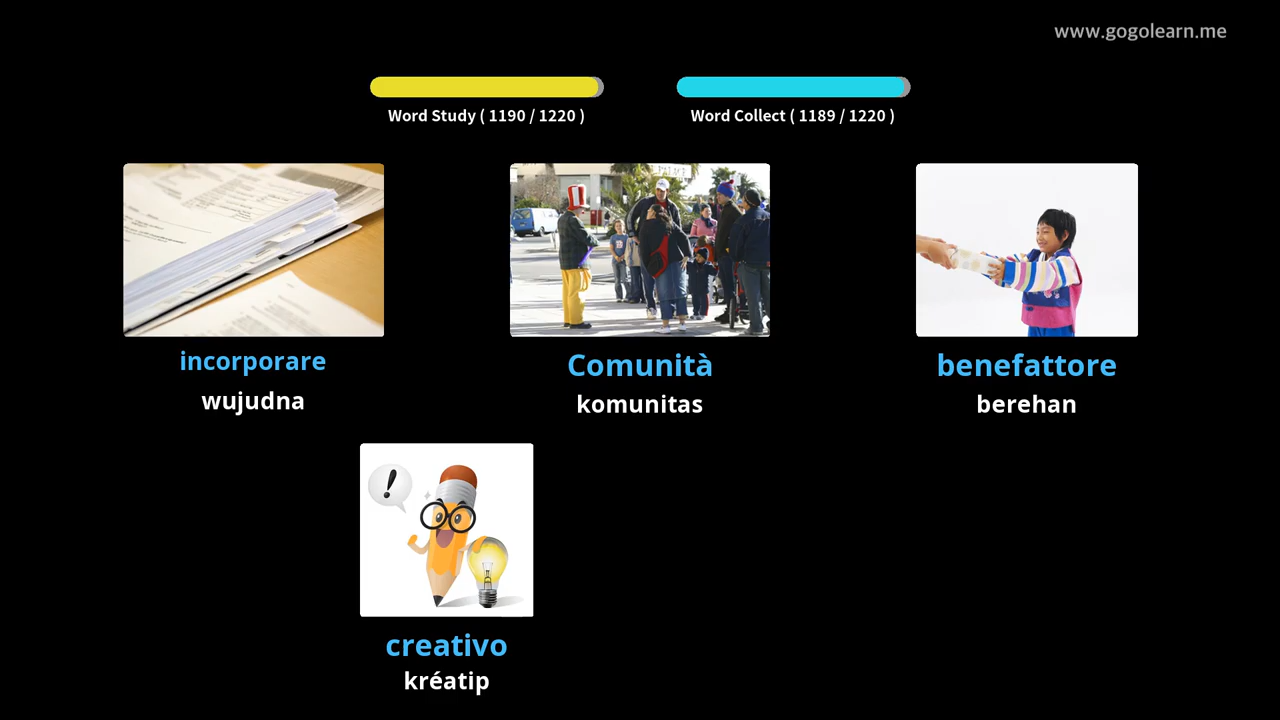 www.gogolearn.me
Word Study ( 1190 / 1220 )
Word Collect ( 1189 / 1220 )
incorporare
wujudna
Comunità
komunitas
benefattore
berehan
!
creativo
kréatip